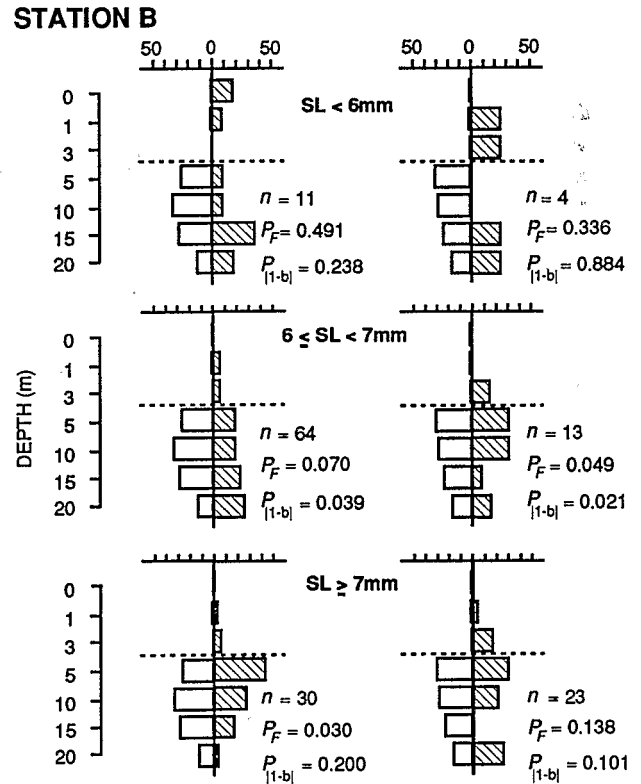 STATION B
50 0 50 50 0 50
0 SL < 6mm
1
3
5
10 n = 11 n = 4
15 P_F = 0.491 P_F = 0.336
20 P_|1-b| = 0.238 P_|1-b| = 0.884
0 6 ≤ SL < 7mm
1
3
5 n = 64 n = 13
10 P_F = 0.070 P_F = 0.049
15
20 P_|1-b| = 0.039 P_|1-b| = 0.021
DEPTH (m)
0 SL ≥ 7mm
1
3
5
10 n = 30 n = 23
15 P_F = 0.030 P_F = 0.138
20 P_|1-b| = 0.200 P_|1-b| = 0.101